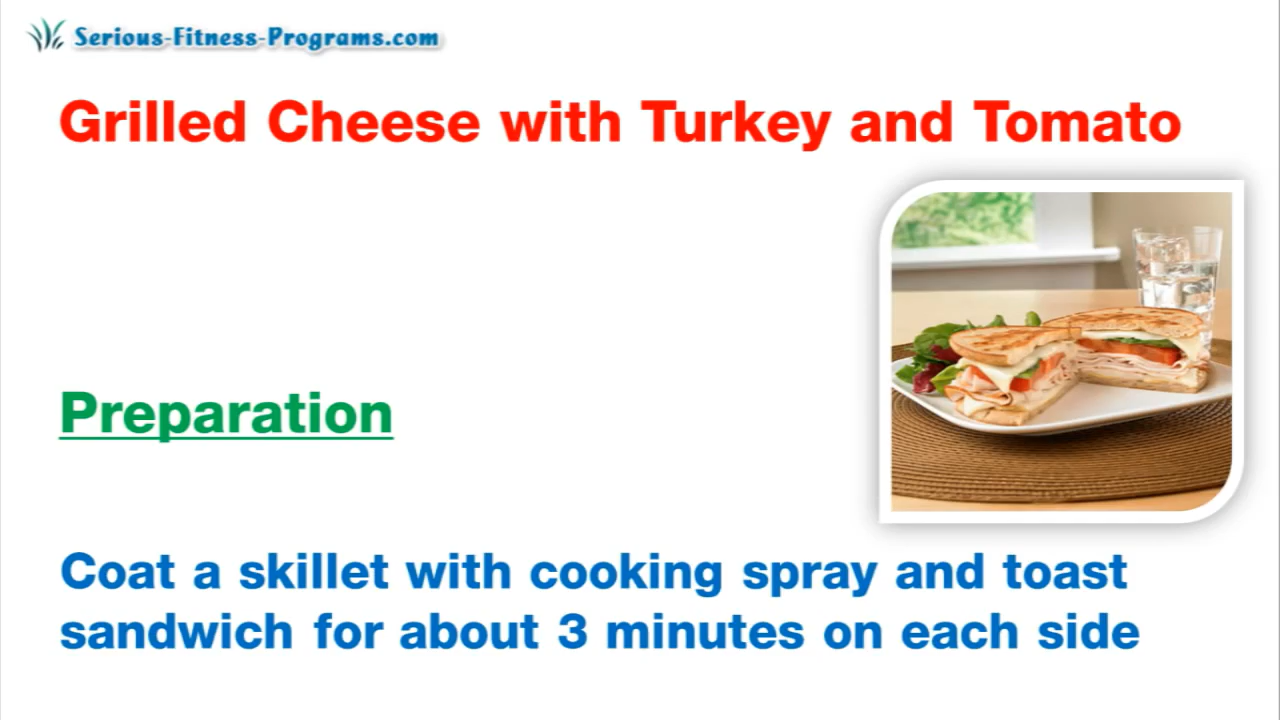 Serious-Fitness-Programs.com
Grilled Cheese with Turkey and Tomato
Preparation
Coat a skillet with cooking spray and toast
sandwich for about 3 minutes on each side